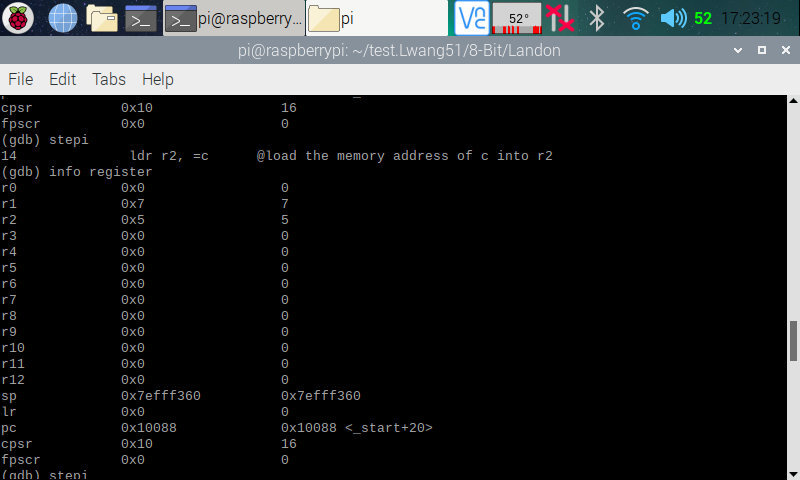 pi@raspberry... pi 52° 52 17:23:19
pi@raspberrypi: ~/test.Lwang51/8-Bit/Landon
File Edit Tabs Help
cpsr 0x10 16
fpscr 0x0 0
(gdb) stepi
14 ldr r2, =c @load the memory address of c into r2
(gdb) info register
r0 0x0 0
r1 0x7 7
r2 0x5 5
r3 0x0 0
r4 0x0 0
r5 0x0 0
r6 0x0 0
r7 0x0 0
r8 0x0 0
r9 0x0 0
r10 0x0 0
r11 0x0 0
r12 0x0 0
sp 0x7efff360 0x7efff360
lr 0x0 0
pc 0x10088 0x10088 <_start+20>
cpsr 0x10 16
fpscr 0x0 0
(gdb) stepi